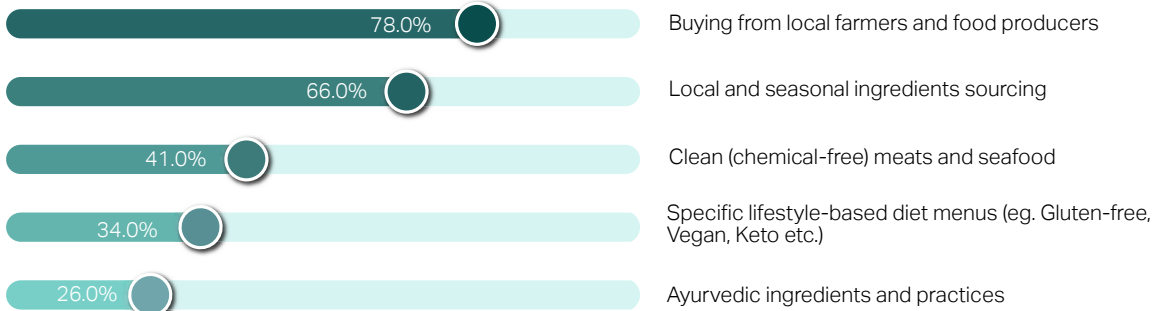 78.0%
Buying from local farmers and food producers
66.0%
Local and seasonal ingredients sourcing
41.0%
Clean (chemical-free) meats and seafood
34.0%
Specific lifestyle-based diet menus (eg. Gluten-free,
Vegan, Keto etc.)
26.0%
Ayurvedic ingredients and practices